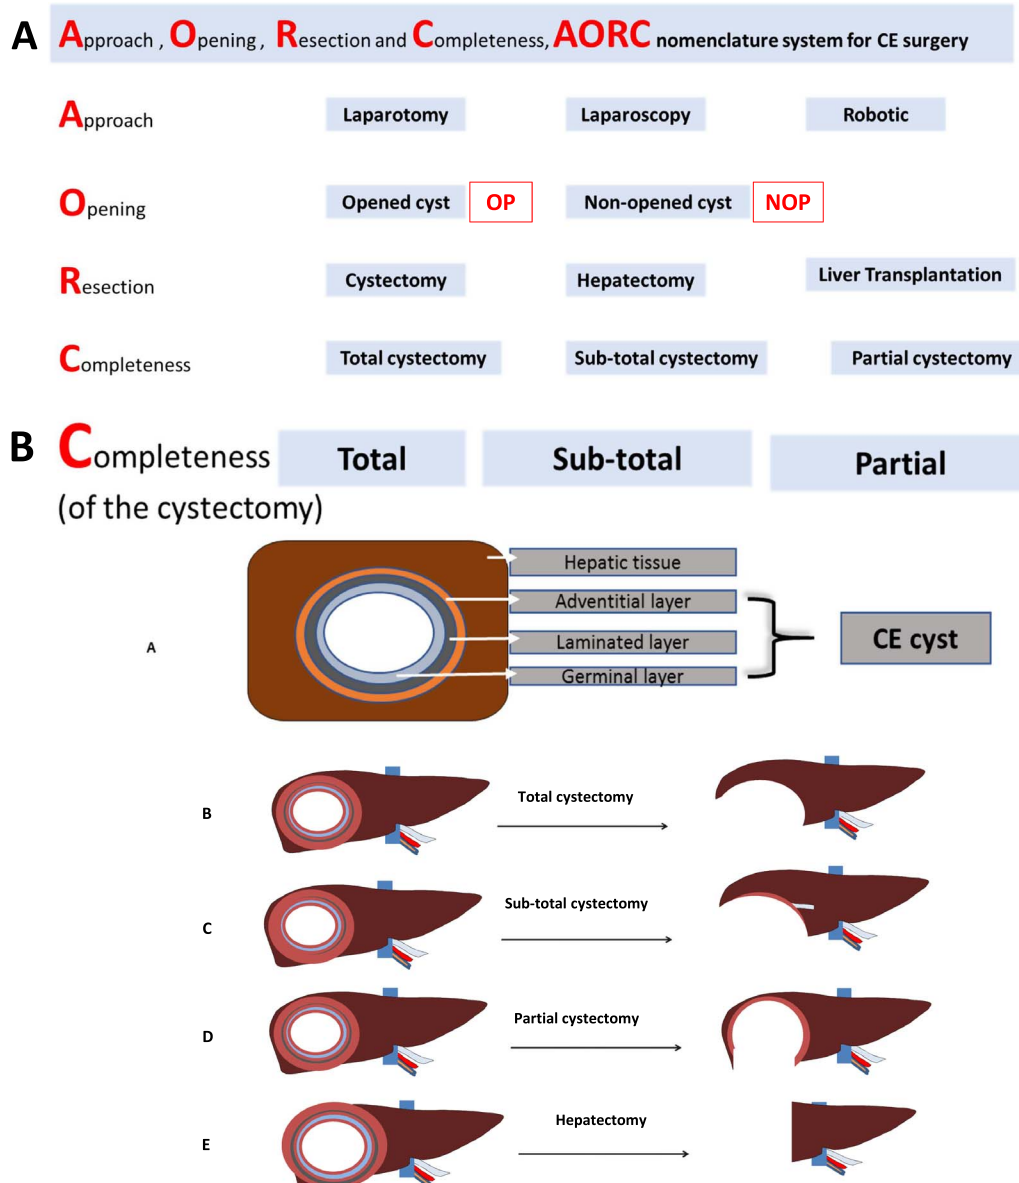 A
Approach , Opening , Resection and Completeness, AORC nomenclature system for CE surgery
Approach Laparotomy Laparoscopy Robotic
Opening Opened cyst OP Non-opened cyst NOP
Resection Cystectomy Hepatectomy Liver Transplantation
Completeness Total cystectomy Sub-total cystectomy Partial cystectomy
B
Completeness Total Sub-total Partial
(of the cystectomy)
A
Hepatic tissue
Adventitial layer
Laminated layer
Germinal layer
CE cyst
B Total cystectomy
C Sub-total cystectomy
D Partial cystectomy
E Hepatectomy